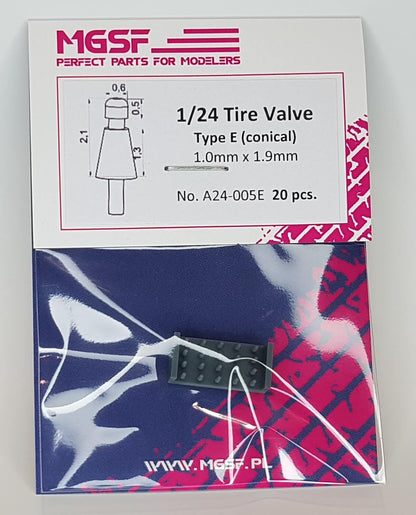 MGSF
PERFECT PARTS FOR MODELERS
0,6
0,5
2,1
1,3
1/24 Tire Valve
Type E (conical)
1.0mm x 1.9mm
No. A24-005E 20 pcs.
WWW.MGSF.PL